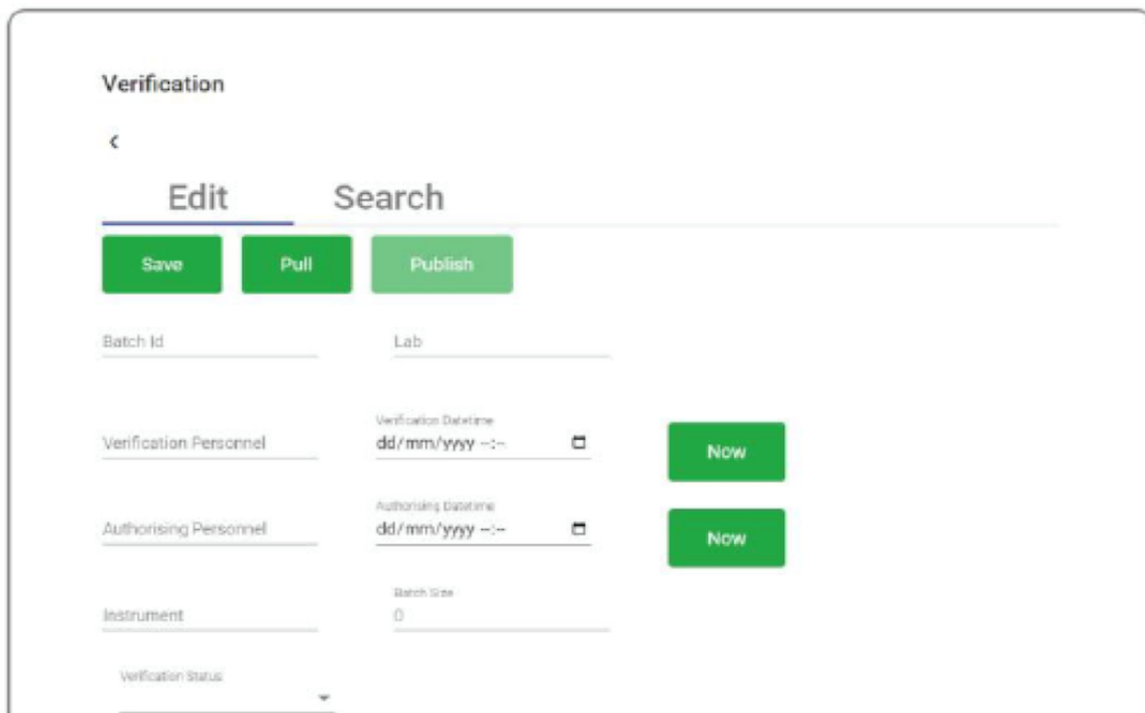 Verification
Edit Search
Save Pull Publish
Batch Id Lab
Verification Datetime
Verification Personnel dd/mm/yyyy --:-- Now
Authorising Datetime
Authorising Personnel dd/mm/yyyy --:-- Now
Batch Size
Instrument 0
Verification Status